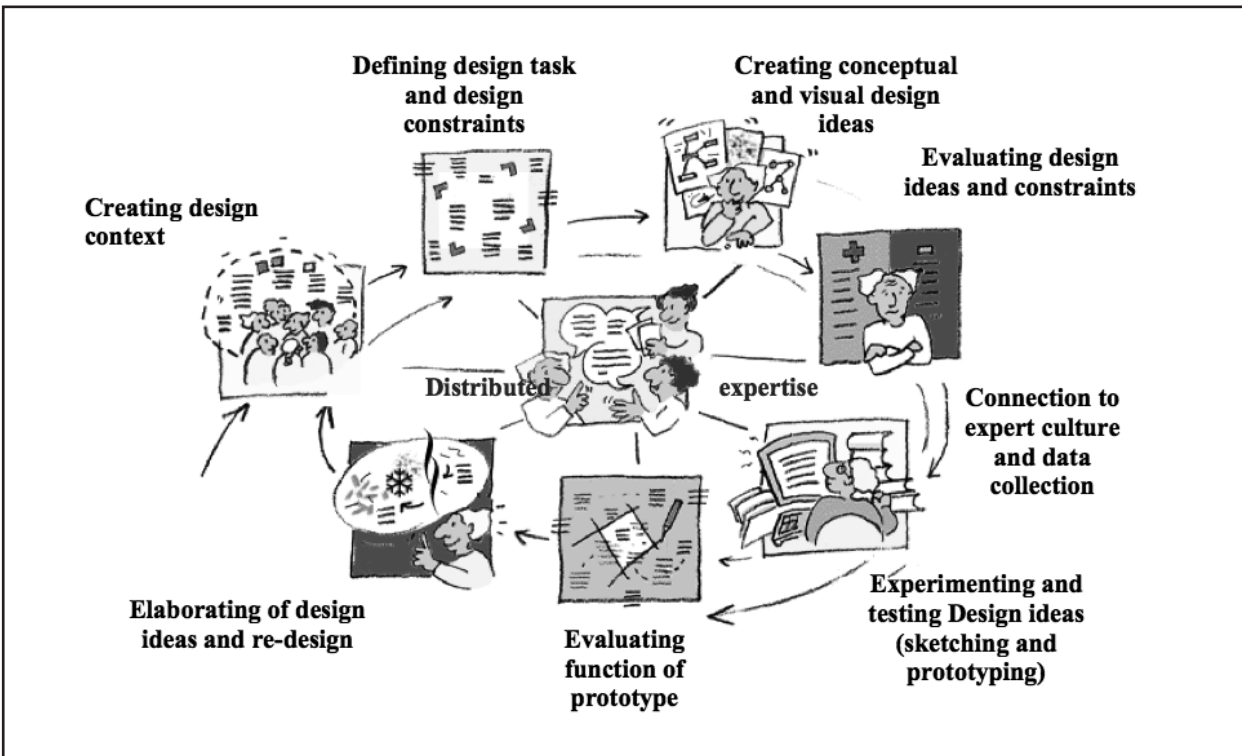 Defining design task
and design
constraints
Creating conceptual
and visual design
ideas
Evaluating design
ideas and constraints
Creating design
context
Distributed expertise
Connection to
expert culture
and data
collection
Experimenting and
testing Design ideas
(sketching and
prototyping)
Evaluating
function of
prototype
Elaborating of design
ideas and re-design